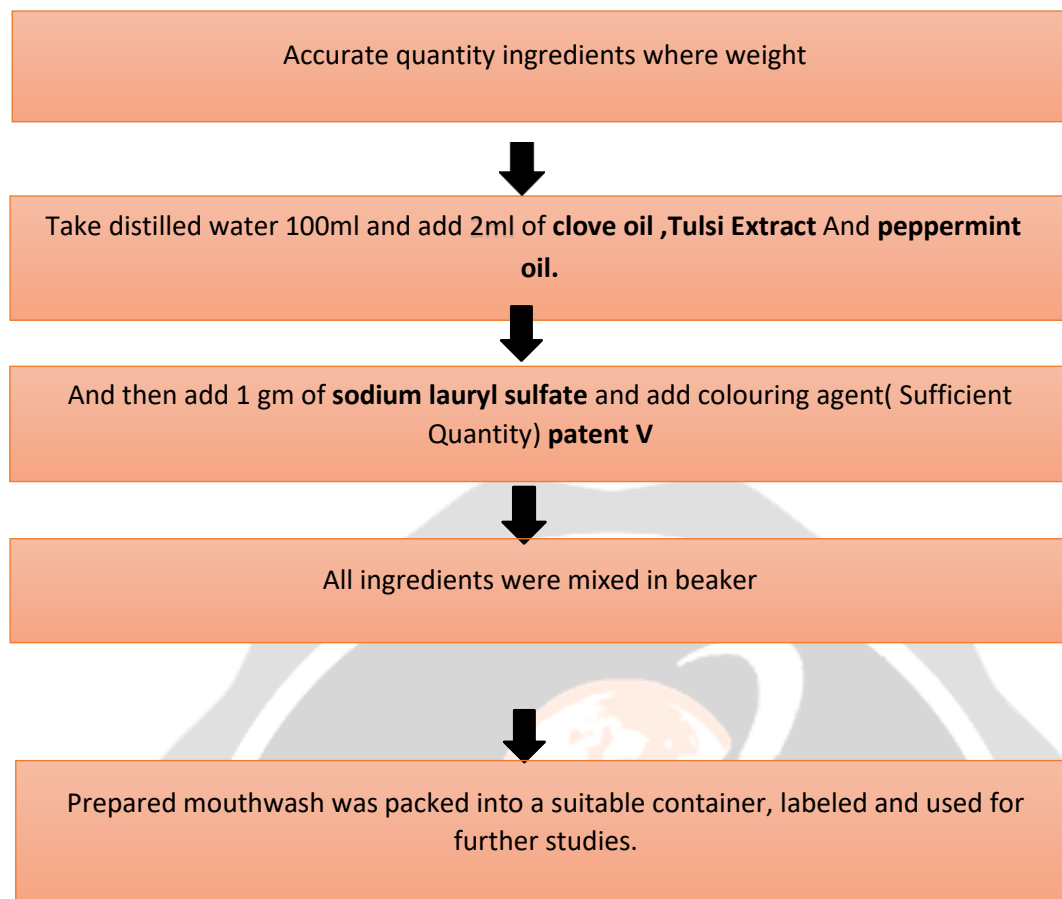 Accurate quantity ingredients where weight
Take distilled water 100ml and add 2ml of clove oil ,Tulsi Extract And peppermint
oil.
And then add 1 gm of sodium lauryl sulfate and add colouring agent( Sufficient
Quantity) patent V
All ingredients were mixed in beaker
Prepared mouthwash was packed into a suitable container, labeled and used for
further studies.